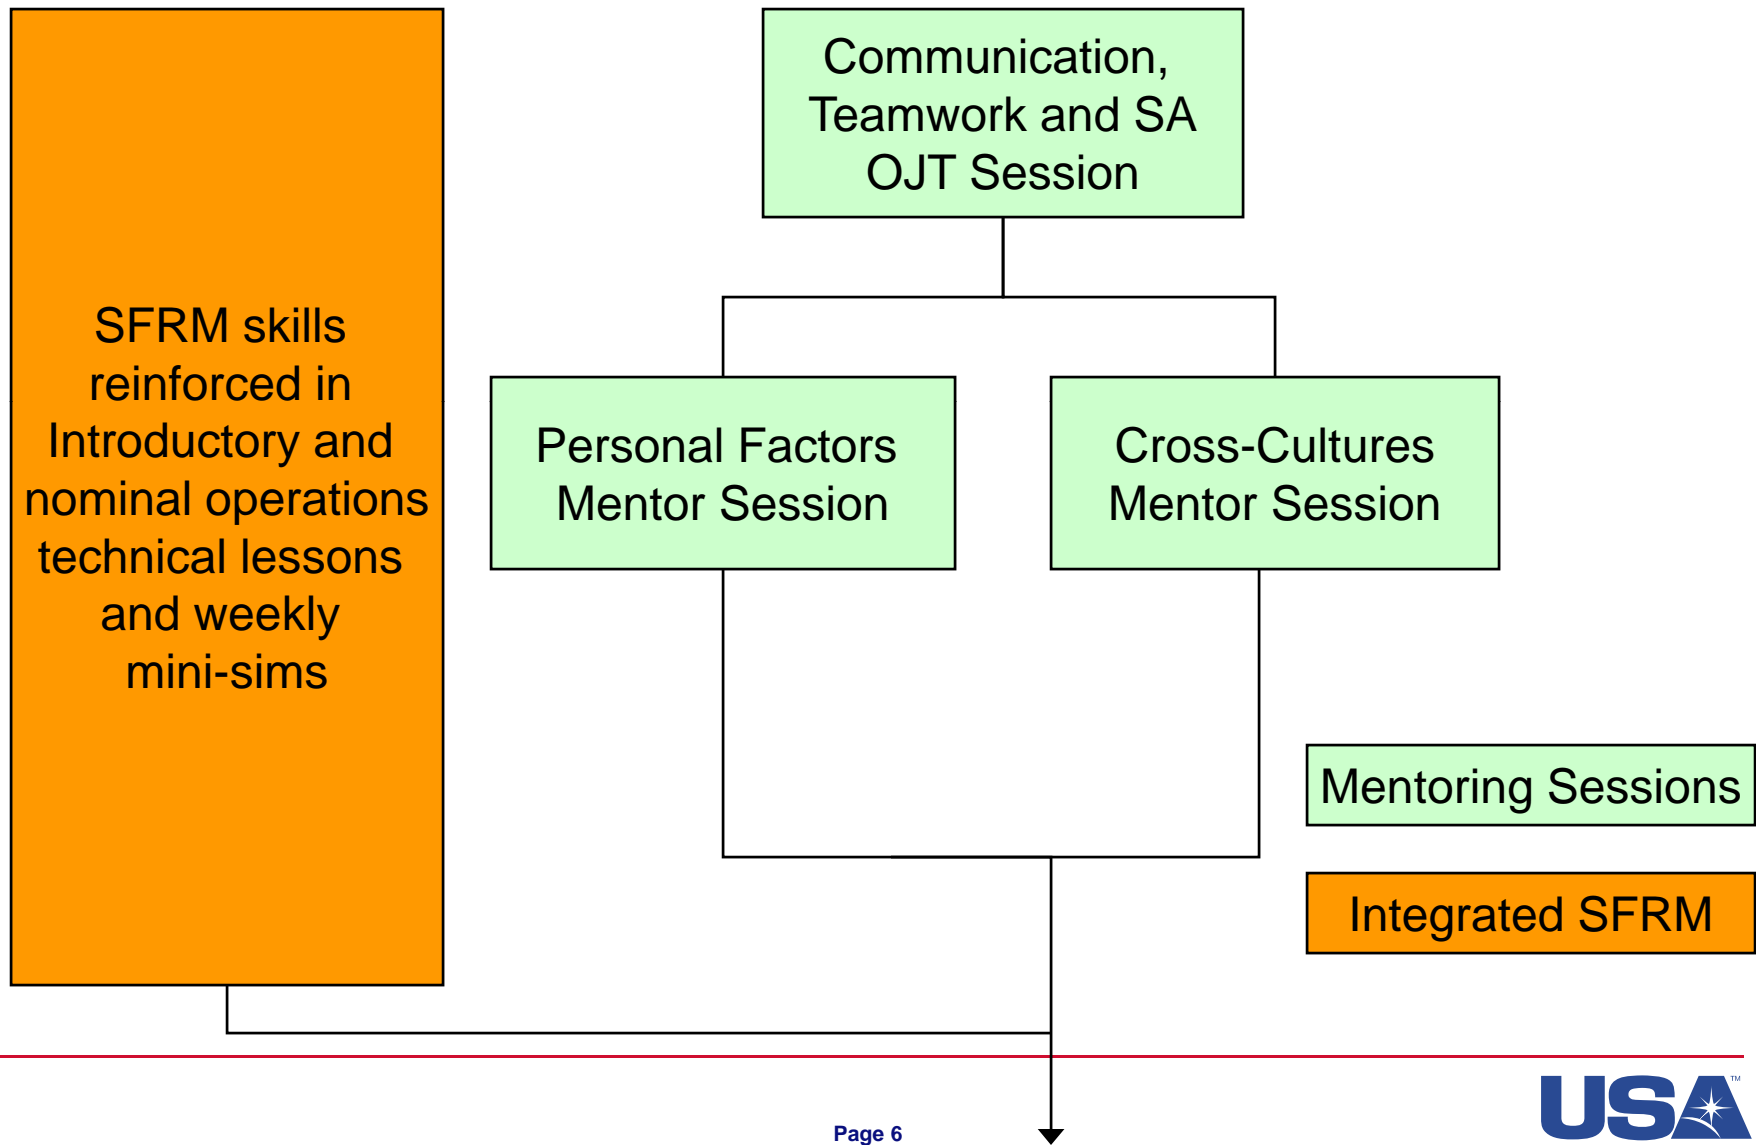 SFRM skills
reinforced in
Introductory and
nominal operations
technical lessons
and weekly
mini-sims
Communication,
Teamwork and SA
OJT Session
Personal Factors
Mentor Session
Cross-Cultures
Mentor Session
Mentoring Sessions
Integrated SFRM
Page 6
USA™